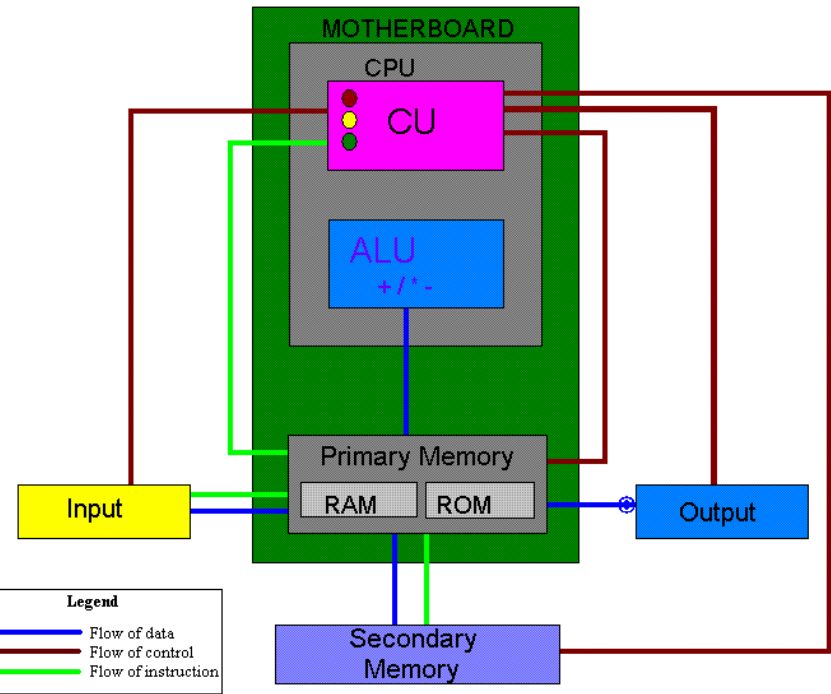 MOTHERBOARD
CPU
CU
ALU
+ / * -
Primary Memory
RAM
ROM
Input
Output
Secondary
Memory
Legend
Flow of data
Flow of control
Flow of instruction